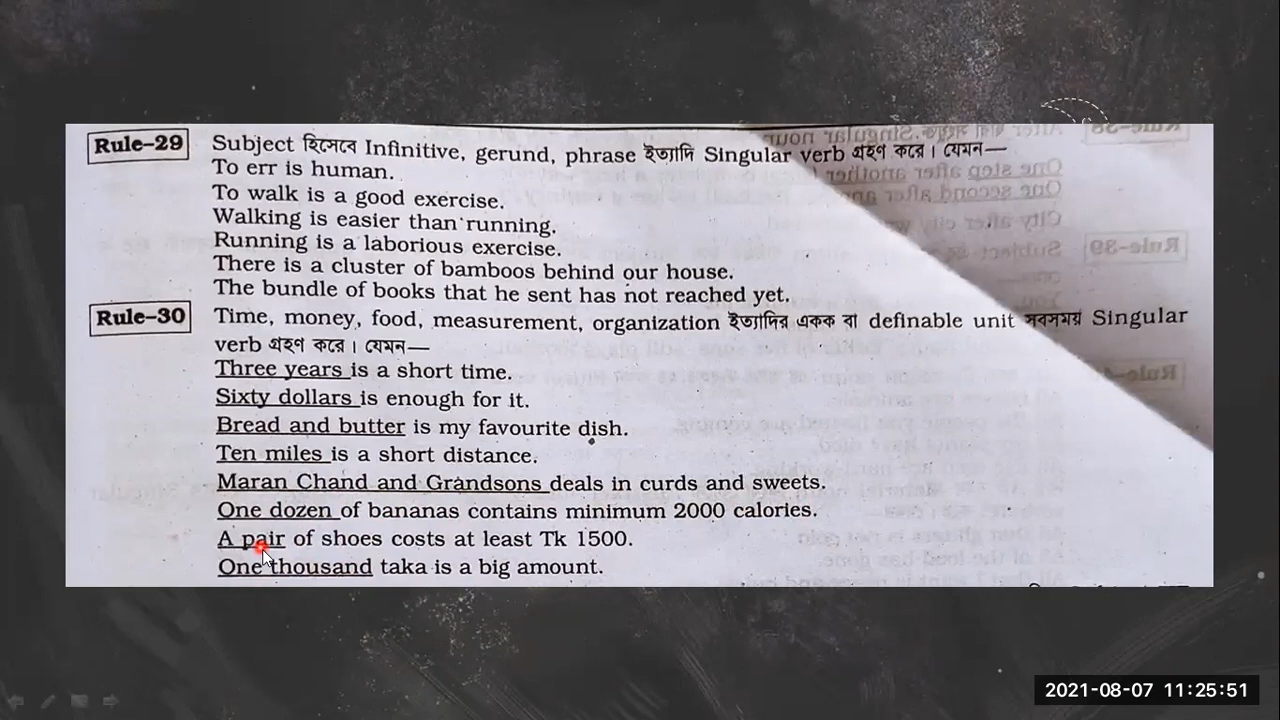 Rule-29 Subject হিসেবে Infinitive, gerund, phrase ইত্যাদি Singular verb গ্রহণ করে। যেমন—
To err is human.
To walk is a good exercise.
Walking is easier than running.
Running is a laborious exercise.
There is a cluster of bamboos behind our house.
The bundle of books that he sent has not reached yet.
Rule-30 Time, money, food, measurement, organization ইত্যাদির একক বা definable unit সবসময় Singular
verb গ্রহণ করে। যেমন—
Three years is a short time.
Sixty dollars is enough for it.
Bread and butter is my favourite dish.
Ten miles is a short distance.
Maran Chand and Grandsons deals in curds and sweets.
One dozen of bananas contains minimum 2000 calories.
A pair of shoes costs at least Tk 1500.
One thousand taka is a big amount.
2021-08-07 11:25:51